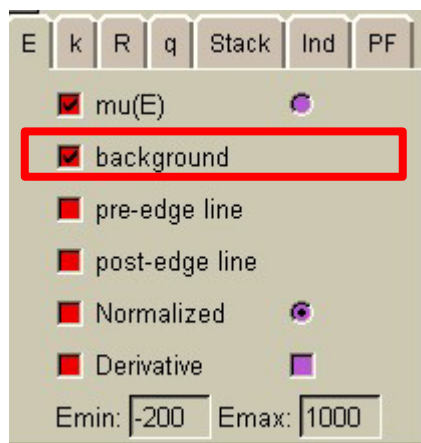 E k R q Stack Ind PF
mu(E)
background
pre-edge line
post-edge line
Normalized
Derivative
Emin: -200 Emax: 1000